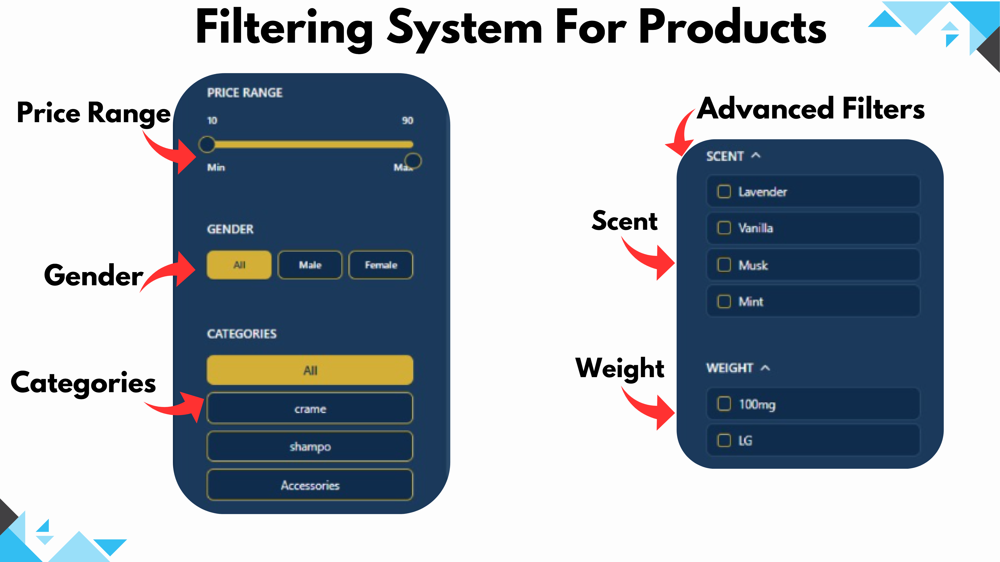 Filtering System For Products
Price Range
PRICE RANGE
10 90
Min
Gender
GENDER
All Male Female
Categories
CATEGORIES
All
crame
shampo
Accessories
Advanced Filters
SCENT
Scent
Lavender
Vanilla
Musk
Mint
Weight
WEIGHT
100mg
LG